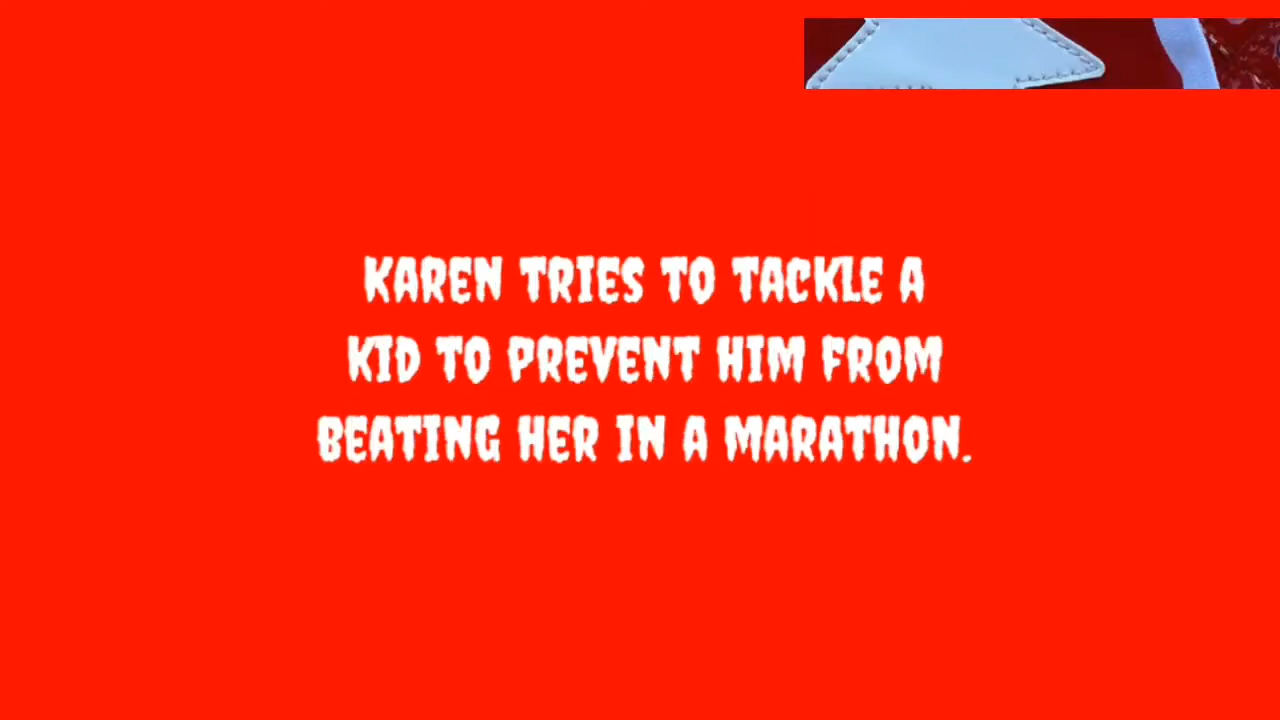 KAREN TRIES TO TACKLE A
KID TO PREVENT HIM FROM
BEATING HER IN A MARATHON.